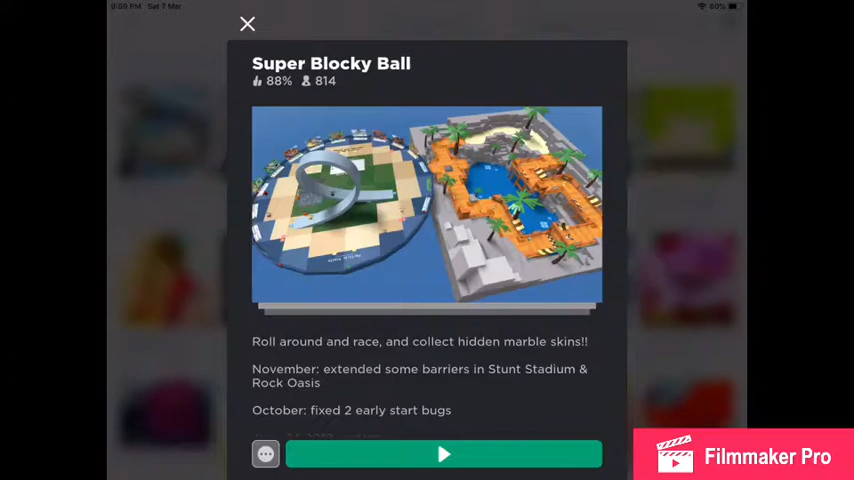 9:59 PM Sat 7 Mar
60%
Super Blocky Ball
88% 814
Roll around and race, and collect hidden marble skins!!
November: extended some barriers in Stunt Stadium &
Rock Oasis
October: fixed 2 early start bugs
Filmmaker Pro